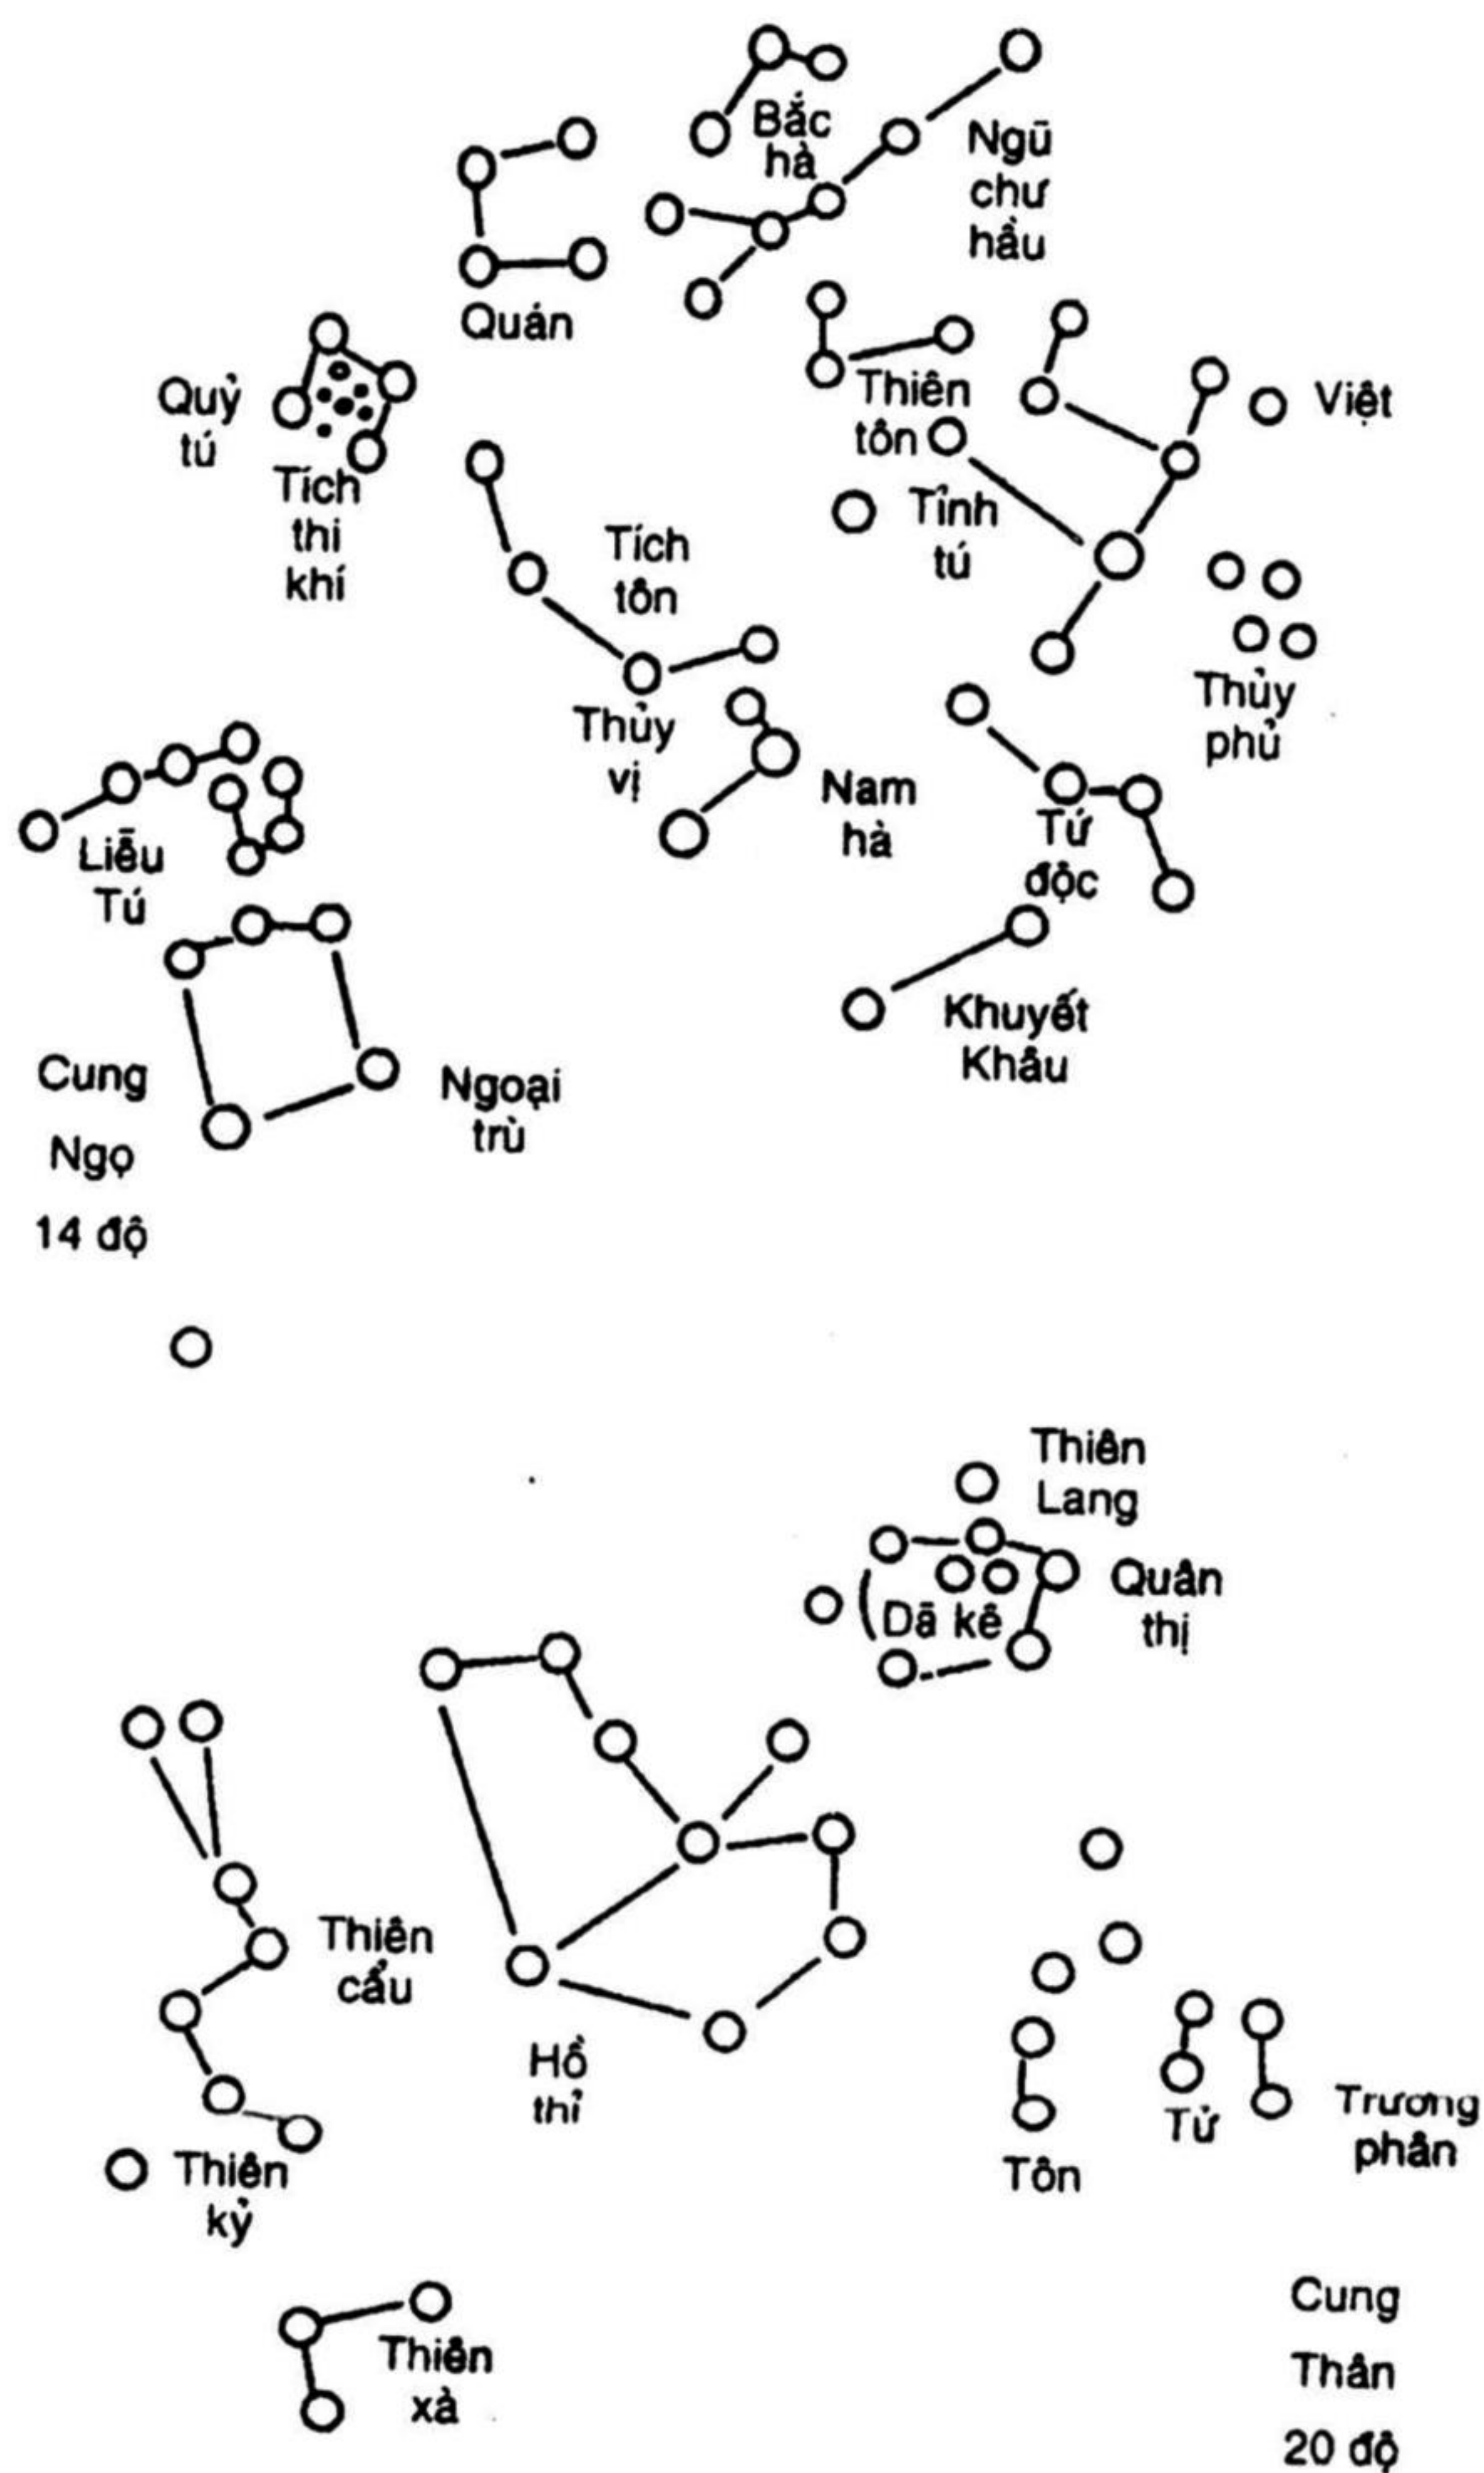 Bắc
hà
Ngũ
chư
hầu
Quán
Quỷ
tú
Tích
thi
khí
Thiên
tôn
Việt
Tỉnh
tú
Tích
tôn
Thủy
vị
Thủy
phủ
Nam
hà
Tứ
độc
Liễu
Tú
Khuyết
Khâu
Cung
Ngọ
14 độ
Ngoại
trù
Thiên
Lang
Dã kê
Quân
thị
Thiên
cẩu
Hồ
thỉ
Thiên
kỷ
Tôn
Tử
Trương
phân
Thiên
xả
Cung
Thân
20 độ